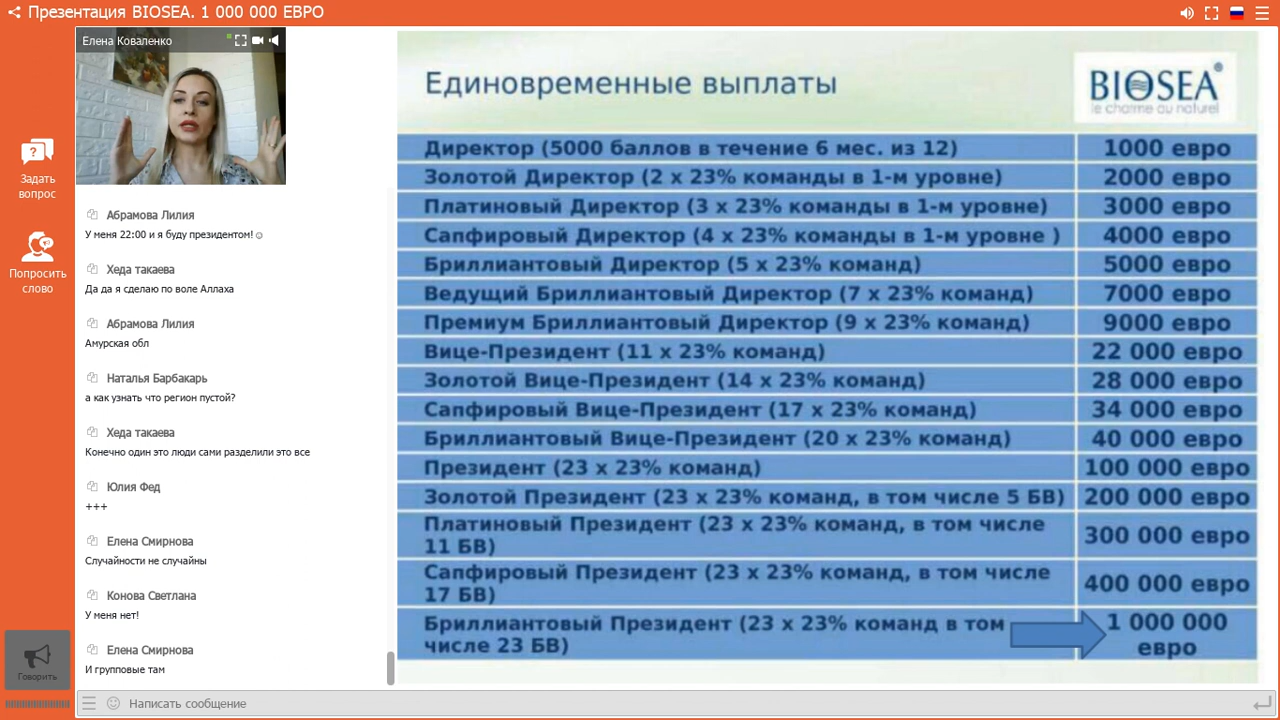 Презентация BIOSEA. 1 000 000 ЕВРО
Елена Коваленко
Задать
вопрос
Попросить
слово
Говорить
Абрамова Лилия
У меня 22:00 и я буду президентом!☺
Хеда такаева
Да да я сделаю по воле Аллаха
Абрамова Лилия
Амурская обл
Наталья Барбакарь
а как узнать что регион пустой?
Хеда такаева
Конечно один это люди сами разделили это все
Юлия Фед
+++
Елена Смирнова
Случайности не случайны
Конова Светлана
У меня нет!
Елена Смирнова
И групповые там
Написать сообщение
Единовременные выплаты
BIOSEA®
le charme au naturel
Директор (5000 баллов в течение 6 мес. из 12) 1000 евро
Золотой Директор (2 х 23% команды в 1-м уровне) 2000 евро
Платиновый Директор (3 х 23% команды в 1-м уровне) 3000 евро
Сапфировый Директор (4 х 23% команды в 1-м уровне ) 4000 евро
Бриллиантовый Директор (5 х 23% команд) 5000 евро
Ведущий Бриллиантовый Директор (7 х 23% команд) 7000 евро
Премиум Бриллиантовый Директор (9 х 23% команд) 9000 евро
Вице-Президент (11 х 23% команд) 22 000 евро
Золотой Вице-Президент (14 х 23% команд) 28 000 евро
Сапфировый Вице-Президент (17 х 23% команд) 34 000 евро
Бриллиантовый Вице-Президент (20 х 23% команд) 40 000 евро
Президент (23 х 23% команд) 100 000 евро
Золотой Президент (23 х 23% команд, в том числе 5 БВ) 200 000 евро
Платиновый Президент (23 х 23% команд, в том числе
11 БВ) 300 000 евро
Сапфировый Президент (23 х 23% команд, в том числе
17 БВ) 400 000 евро
Бриллиантовый Президент (23 х 23% команд в том
числе 23 БВ)
1 000 000
евро